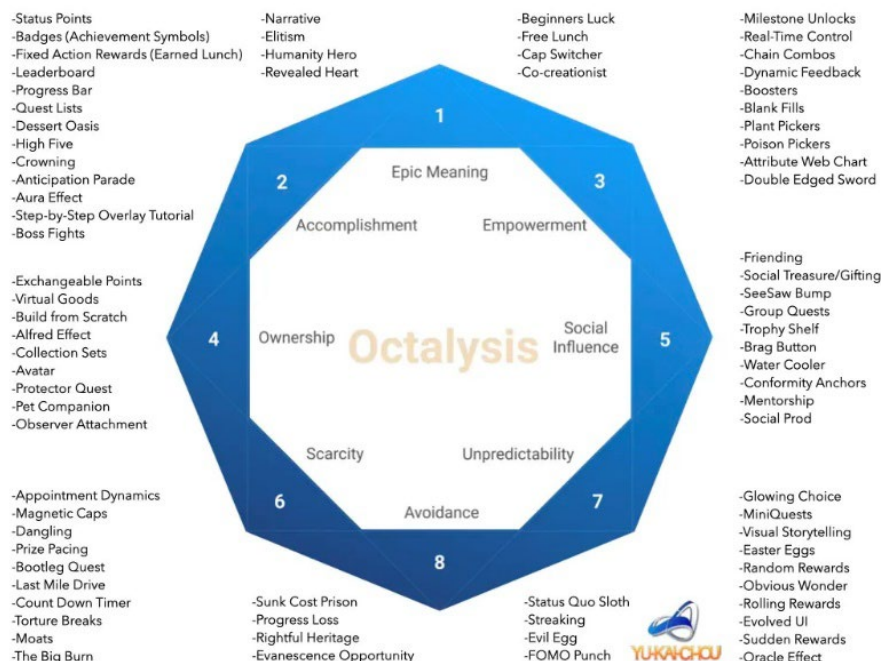 -Status Points
-Badges (Achievement Symbols)
-Fixed Action Rewards (Earned Lunch)
-Leaderboard
-Progress Bar
-Quest Lists
-Dessert Oasis
-High Five
-Crowning
-Anticipation Parade
-Aura Effect
-Step-by-Step Overlay Tutorial
-Boss Fights
-Narrative
-Elitism
-Humanity Hero
-Revealed Heart
-Beginners Luck
-Free Lunch
-Cap Switcher
-Co-creationist
-Milestone Unlocks
-Real-Time Control
-Chain Combos
-Dynamic Feedback
-Boosters
-Blank Fills
-Plant Pickers
-Poison Pickers
-Attribute Web Chart
-Double Edged Sword
1
2
3
Epic Meaning
Accomplishment
Empowerment
-Exchangeable Points
-Virtual Goods
-Build from Scratch
-Alfred Effect
-Collection Sets
-Avatar
-Protector Quest
-Pet Companion
-Observer Attachment
4
Ownership
Octalysis
Social
Influence
5
-Friending
-Social Treasure/Gifting
-SeeSaw Bump
-Group Quests
-Trophy Shelf
-Brag Button
-Water Cooler
-Conformity Anchors
-Mentorship
-Social Prod
Scarcity
Unpredictability
Avoidance
6
7
8
-Appointment Dynamics
-Magnetic Caps
-Dangling
-Prize Pacing
-Bootleg Quest
-Last Mile Drive
-Count Down Timer
-Torture Breaks
-Moats
-The Big Burn
-Sunk Cost Prison
-Progress Loss
-Rightful Heritage
-Evanescence Opportunity
-Status Quo Sloth
-Streaking
-Evil Egg
-FOMO Punch
YU-KAI-CHOU
-Glowing Choice
-MiniQuests
-Visual Storytelling
-Easter Eggs
-Random Rewards
-Obvious Wonder
-Rolling Rewards
-Evolved UI
-Sudden Rewards
-Oracle Effect